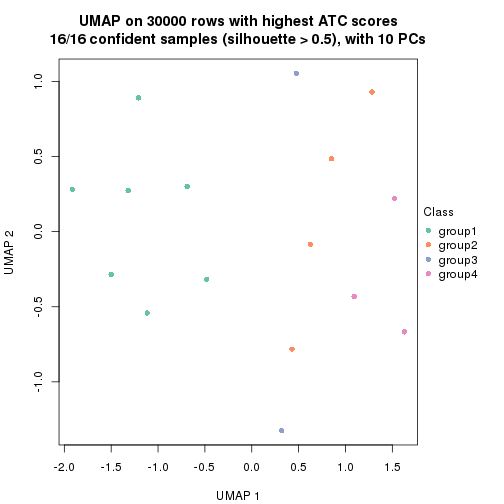 UMAP on 30000 rows with highest ATC scores
16/16 confident samples (silhouette > 0.5), with 10 PCs
1.0
0.5
0.0
-0.5
-1.0
UMAP 2
-2.0 -1.5 -1.0 -0.5 0.0 0.5 1.0 1.5
UMAP 1
Class
group1
group2
group3
group4